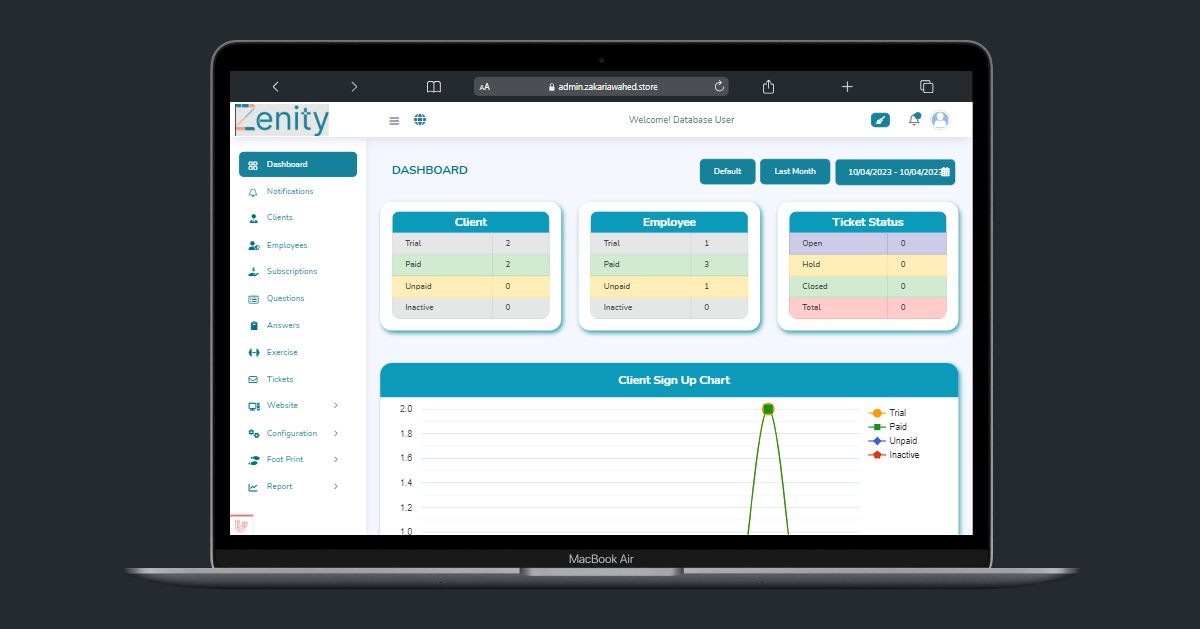 AA
admin.zakariawahed.store
Zenity
Welcome! Database User
Dashboard
Notifications
Clients
Employees
Subscriptions
Questions
Answers
Exercise
Tickets
Website
Configuration
Foot Print
Report
DASHBOARD
Default
Last Month
10/04/2023 - 10/04/2023
Client
Trial 2
Paid 2
Unpaid 0
Inactive 0
Employee
Trial 1
Paid 3
Unpaid 1
Inactive 0
Ticket Status
Open 0
Hold 0
Closed 0
Total 0
Client Sign Up Chart
2.0
1.8
1.6
1.4
1.2
1.0
Trial
Paid
Unpaid
Inactive
MacBook Air